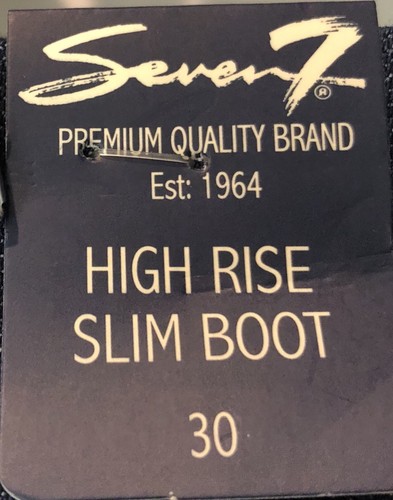 Seven7®
PREMIUM QUALITY BRAND
Est: 1964
HIGH RISE
SLIM BOOT
30